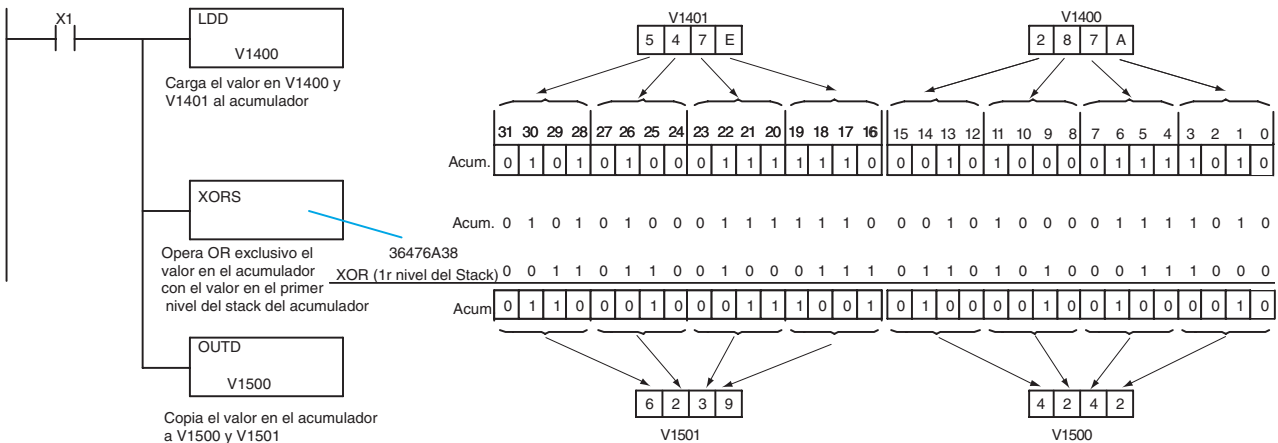 X1
LDD
V1400
Carga el valor en V1400 y
V1401 al acumulador
XORS
Opera OR exclusivo el
valor en el acumulador
con el valor en el primer
nivel del stack del acumulador
OUTD
V1500
Copia el valor en el acumulador
a V1500 y V1501
V1401
5 4 7 E
V1400
2 8 7 A
31 30 29 28 27 26 25 24 23 22 21 20 19 18 17 16 15 14 13 12 11 10 9 8 7 6 5 4 3 2 1 0
Acum. 0 1 0 1 0 1 0 0 0 1 1 1 1 1 1 0 0 0 1 0 1 0 0 0 0 1 1 1 1 0 1 0
Acum. 0 1 0 1 0 1 0 0 0 1 1 1 1 1 1 0 0 0 1 0 1 0 0 0 0 1 1 1 1 0 1 0
36476A38
XOR (1r nivel del Stack) 0 0 1 1 0 1 1 0 0 1 0 0 0 1 1 1 0 1 1 0 1 0 1 0 0 0 1 1 1 0 0 0
Acum 0 1 1 0 0 0 1 0 0 0 1 1 1 0 0 1 0 1 0 0 0 0 1 0 0 1 0 0 0 0 1 0
6 2 3 9
V1501
4 2 4 2
V1500